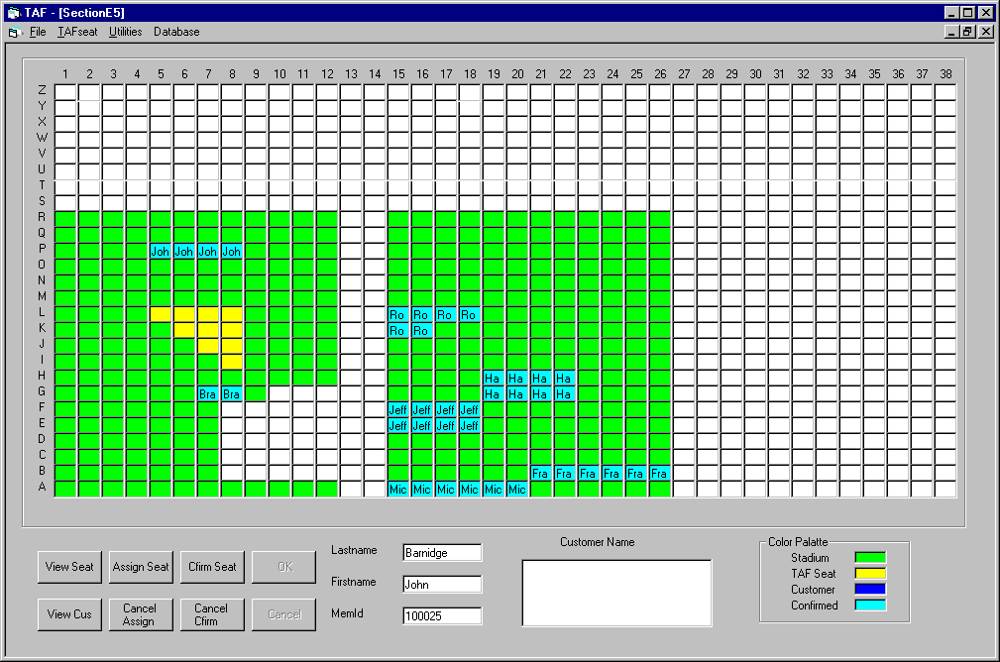 TAF - [SectionE5]
File TAFseat Utilities Database
1 2 3 4 5 6 7 8 9 10 11 12 13 14 15 16 17 18 19 20 21 22 23 24 25 26 27 28 29 30 31 32 33 34 35 36 37 38
Z
Y
X
W
V
U
T
S
R
Q
P Joh Joh Joh Joh
O
N
M
L Ro Ro Ro Ro
K Ro Ro
J
I
H Ha Ha Ha Ha
G Bra Bra Ha Ha Ha Ha
F Jeff Jeff Jeff Jeff
E Jeff Jeff Jeff Jeff
D
C
B Fra Fra Fra Fra Fra Fra
A Mic Mic Mic Mic Mic Mic
View Seat Assign Seat Cfirm Seat OK
View Cus Cancel Assign Cancel Cfirm Cancel
Lastname Barnidge
Firstname John
MemId 100025
Customer Name
Color Palatte
Stadium
TAF Seat
Customer
Confirmed